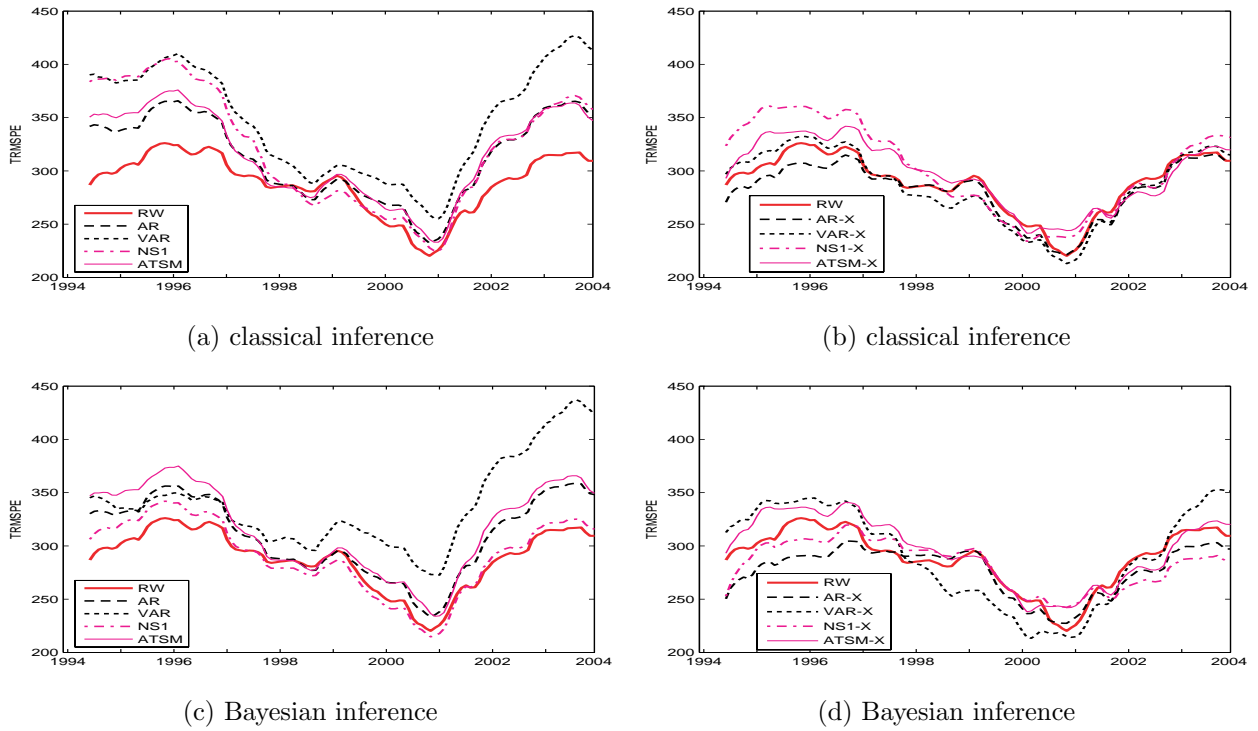 450
400
350
300
250
200
TRMSPE
RW
AR
VAR
NS1
ATSM
1994 1996 1998 2000 2002 2004
(a) classical inference
450
400
350
300
250
200
TRMSPE
RW
AR-X
VAR-X
NS1-X
ATSM-X
1994 1996 1998 2000 2002 2004
(b) classical inference
450
400
350
300
250
200
TRMSPE
RW
AR
VAR
NS1
ATSM
1994 1996 1998 2000 2002 2004
(c) Bayesian inference
450
400
350
300
250
200
TRMSPE
RW
AR-X
VAR-X
NS1-X
ATSM-X
1994 1996 1998 2000 2002 2004
(d) Bayesian inference